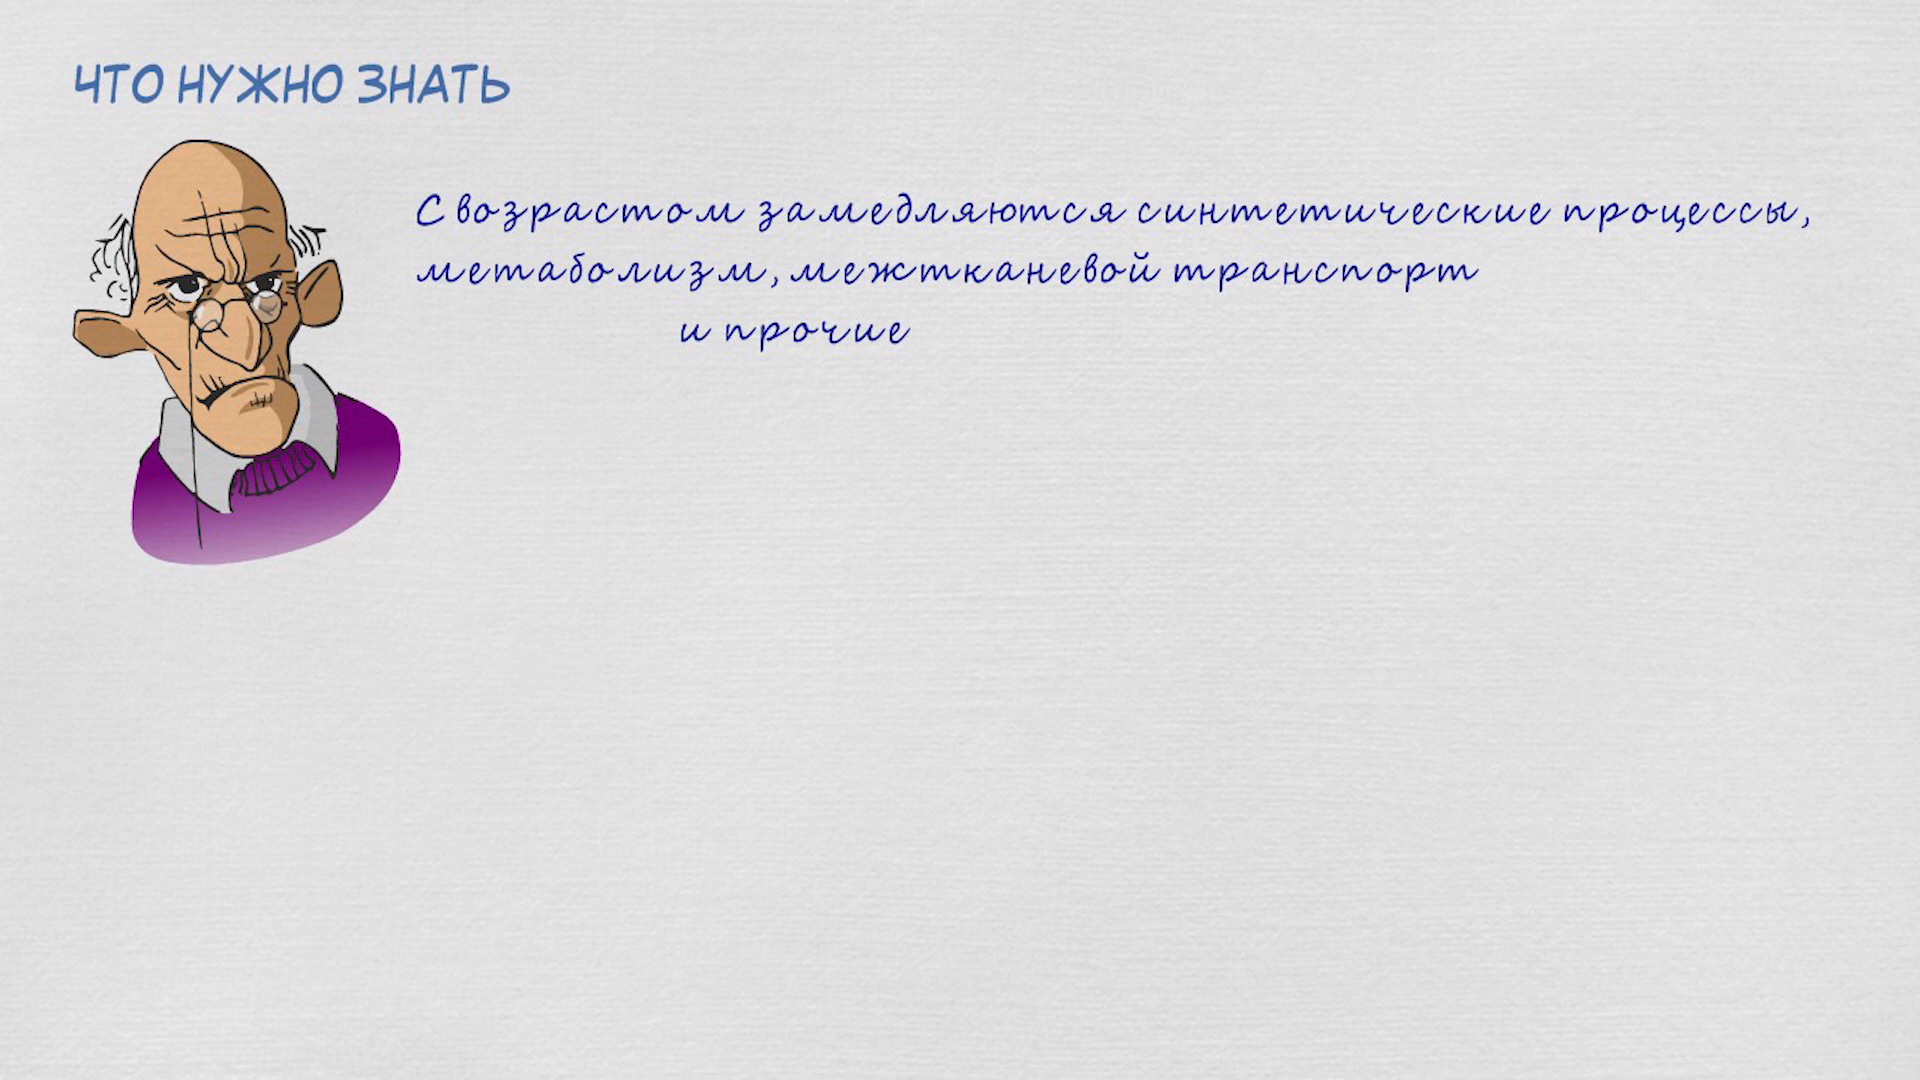 ЧТО НУЖНО ЗНАТЬ
С возрастом замедляются синтетические процессы,
метаболизм, межтканевой транспорт
и прочие